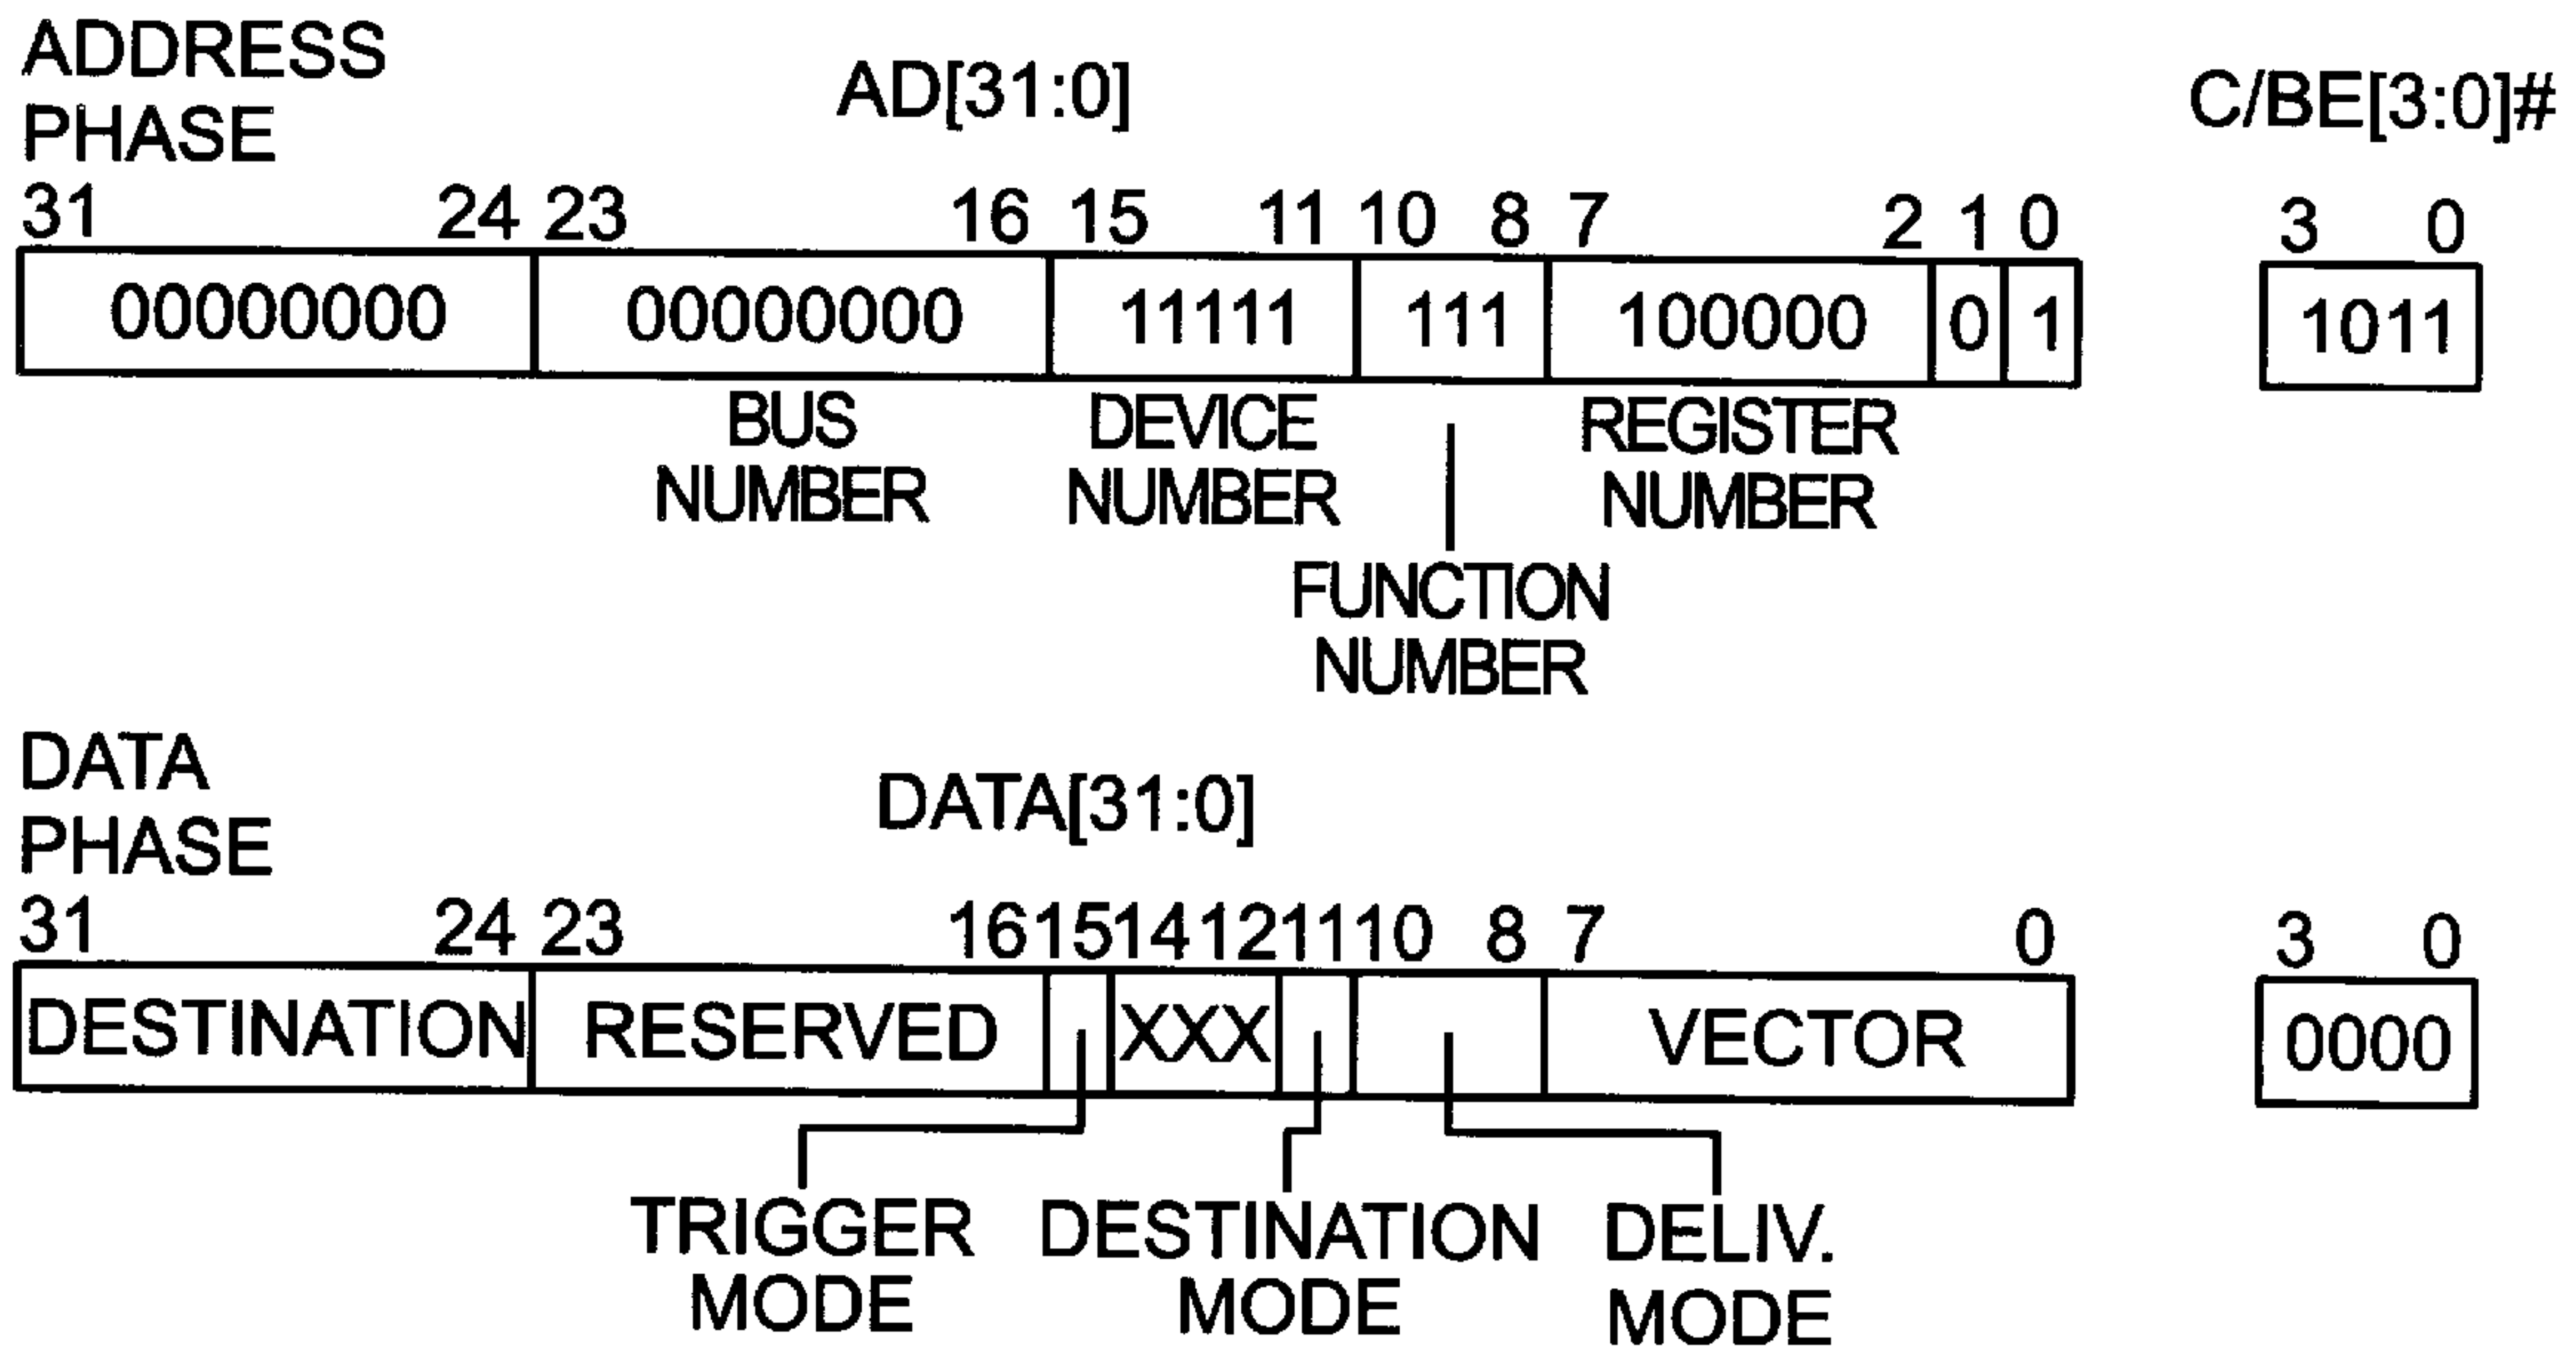 ADDRESS
PHASE
AD[31:0]
C/BE[3:0]#
31 24 23 16 15 11 10 8 7 2 1 0 3 0
00000000 00000000 11111 111 100000 0 1 1011
BUS
NUMBER
DEVICE
NUMBER
REGISTER
NUMBER
FUNCTION
NUMBER
DATA
PHASE
DATA[31:0]
31 24 23 16 15 14 12 11 10 8 7 0 3 0
DESTINATION RESERVED XXX VECTOR 0000
TRIGGER
MODE
DESTINATION
MODE
DELIV.
MODE